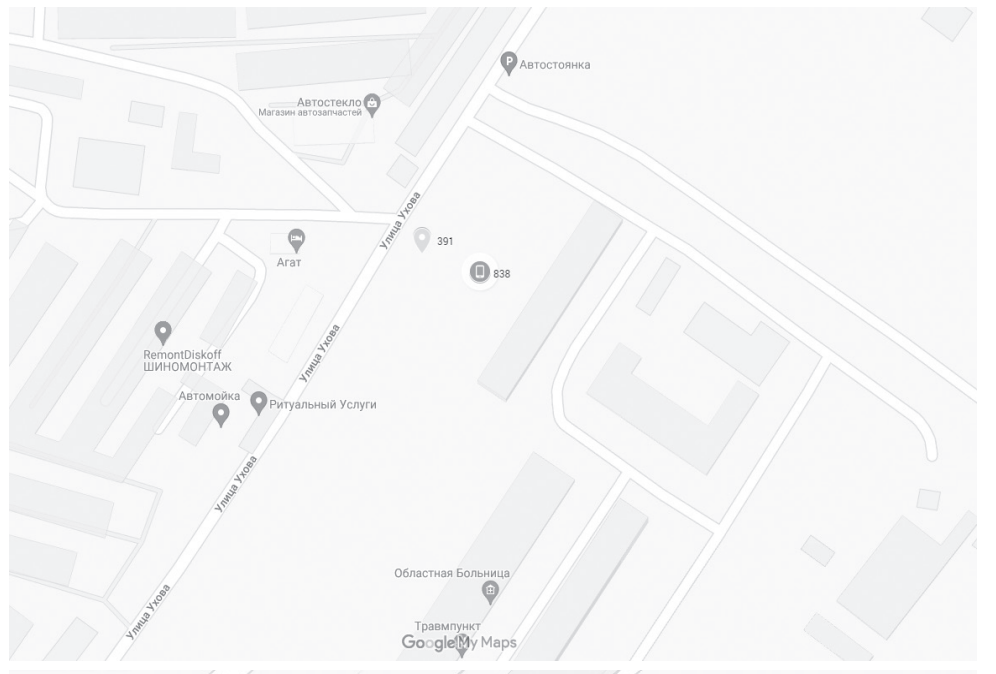 Автостоянка
Автостекло
Магазин автозапчастей
Улица Ухова
391
Агат
838
Улица Ухова
RemontDiskoff
ШИНОМОНТАЖ
Автомойка
Ритуальный Услуги
Улица Ухова
Областная Больница
Улица Ухова
Травмпункт
Google My Maps